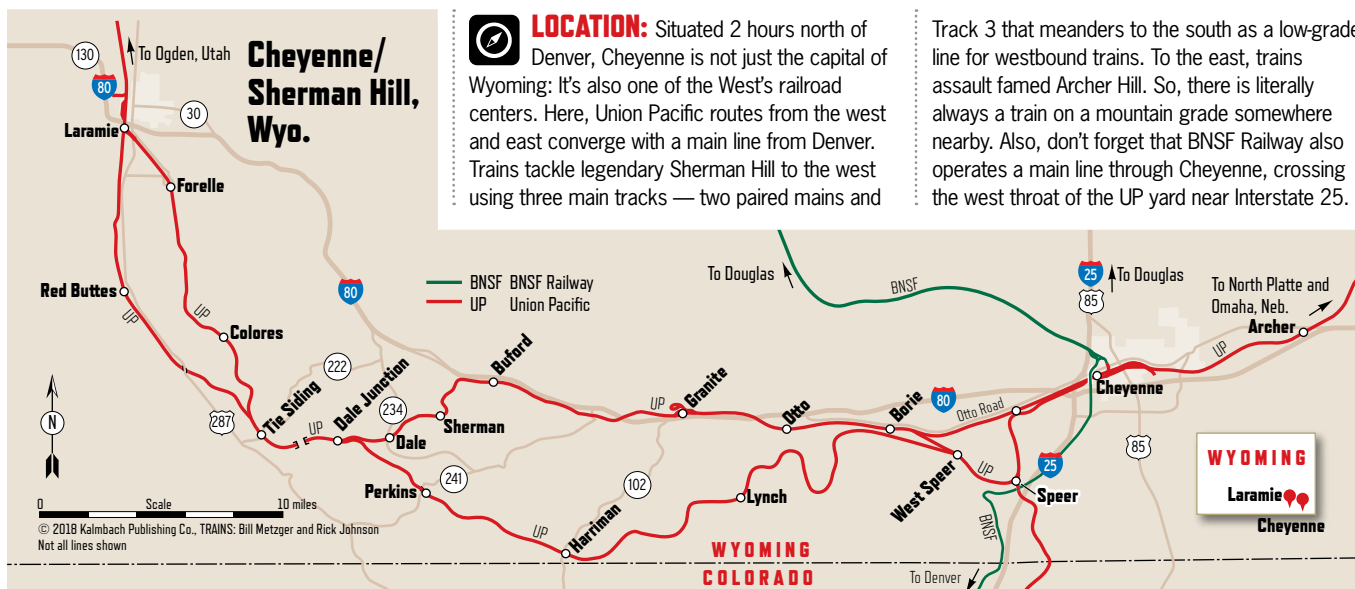 Cheyenne/
Sherman Hill,
Wyo.
LOCATION: Situated 2 hours north of
Denver, Cheyenne is not just the capital of
Wyoming: It's also one of the West's railroad
centers. Here, Union Pacific routes from the west
and east converge with a main line from Denver.
Trains tackle legendary Sherman Hill to the west
using three main tracks — two paired mains and
Track 3 that meanders to the south as a low-grade
line for westbound trains. To the east, trains
assault famed Archer Hill. So, there is literally
always a train on a mountain grade somewhere
nearby. Also, don't forget that BNSF Railway also
operates a main line through Cheyenne, crossing
the west throat of the UP yard near Interstate 25.
130
To Ogden, Utah
80
30
Laramie
Forelle
Red Buttes
UP
UP
Colores
80
BNSF BNSF Railway
UP Union Pacific
To Douglas
BNSF
25
85
To Douglas
To North Platte and
Omaha, Neb.
Archer
UP
Cheyenne
N
287
Tie Siding
222
UP
Dale Junction
234
Dale
Sherman
Buford
UP
Granite
Otto
Borie
80
Otto Road
85
Perkins
241
UP
Harriman
102
Lynch
West Speer
UP
25
Speer
BNSF
To Denver
WYOMING
COLORADO
WYOMING
Laramie
Cheyenne
0 Scale 10 miles
© 2018 Kalmbach Publishing Co., TRAINS: Bill Metzger and Rick Johnson
Not all lines shown